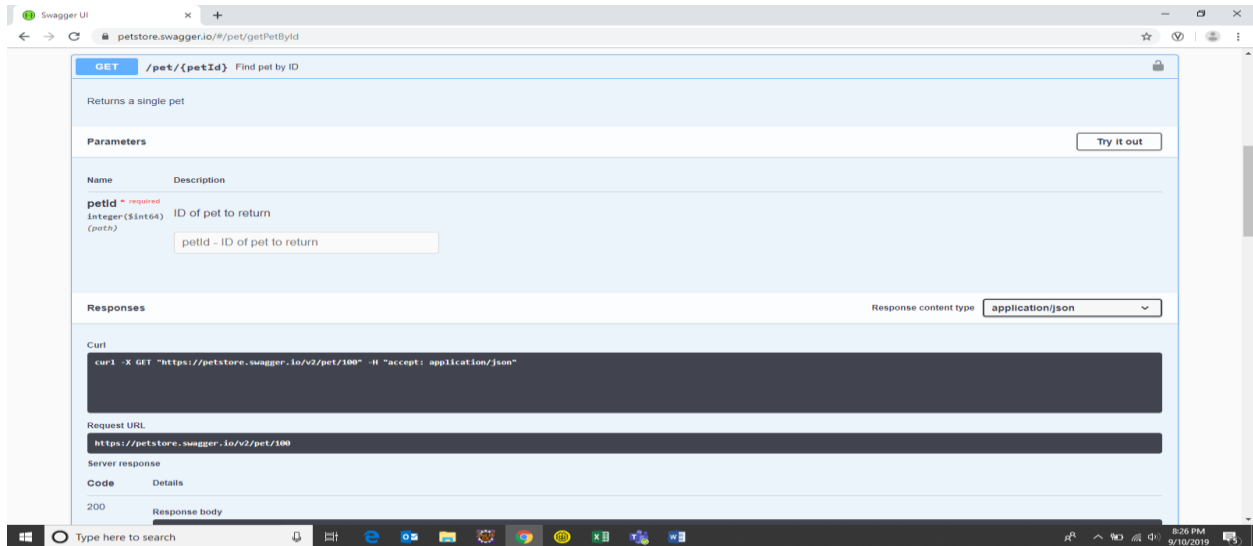 Swagger UI
petstore.swagger.io/#/pet/getPetById
GET /pet/{petId} Find pet by ID
Returns a single pet
Parameters
Try it out
Name Description
petId * required
integer($int64)
(path)
ID of pet to return
petId - ID of pet to return
Responses
Response content type application/json
Curl
curl -X GET "https://petstore.swagger.io/v2/pet/100" -H "accept: application/json"
Request URL
https://petstore.swagger.io/v2/pet/100
Server response
Code Details
200
Response body
Type here to search
8:26 PM
9/10/2019